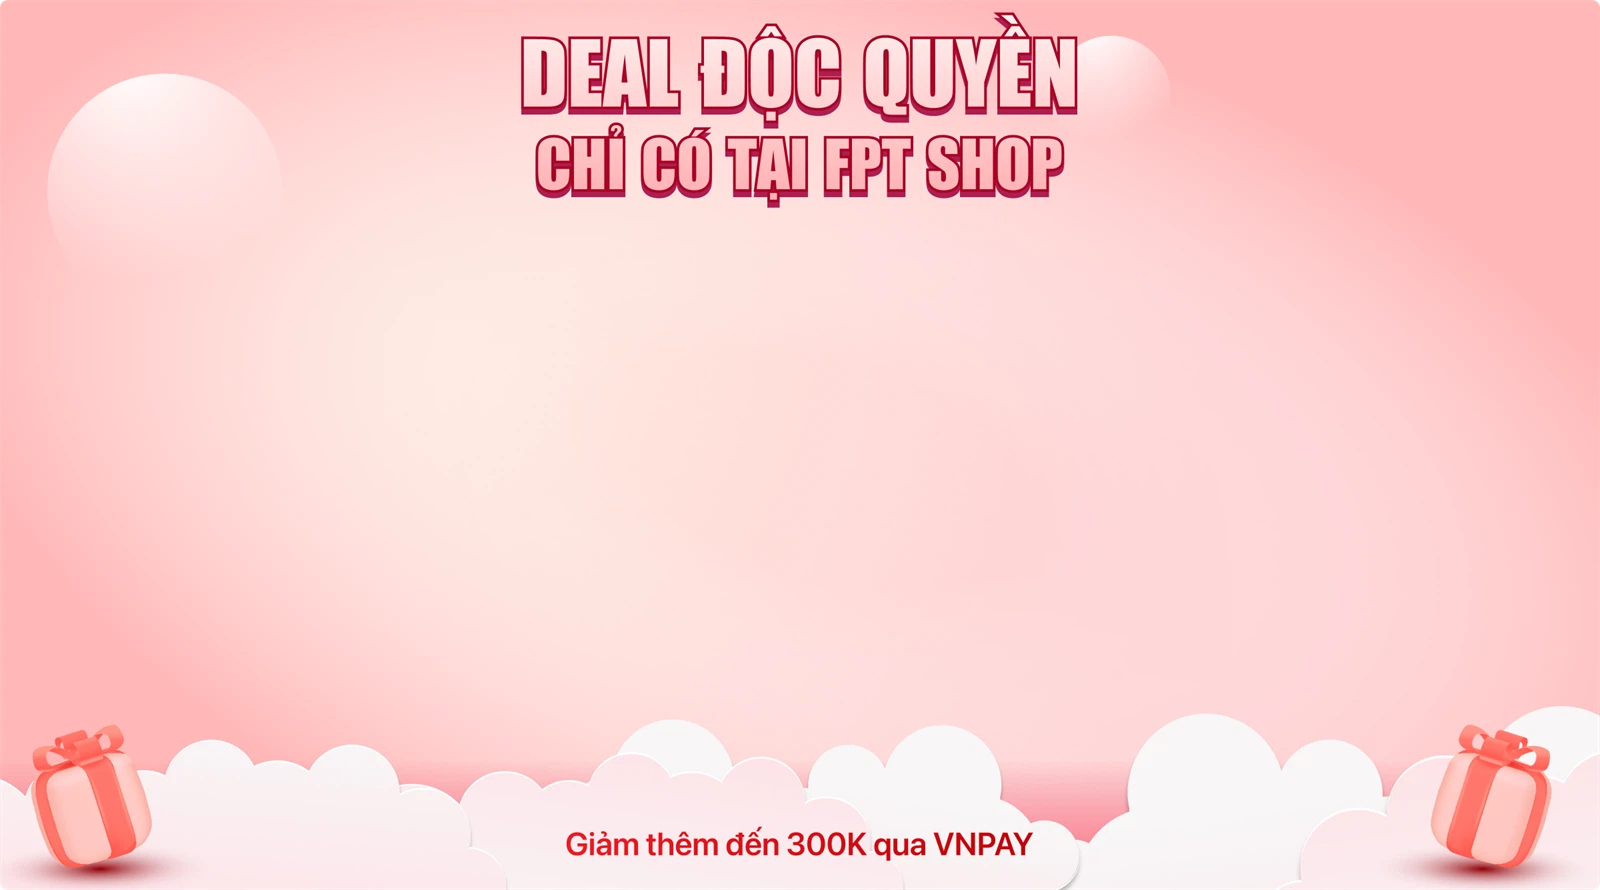 DEAL ĐỘC QUYỀN
CHỈ CÓ TẠI FPT SHOP
Giảm thêm đến 300K qua VNPAY